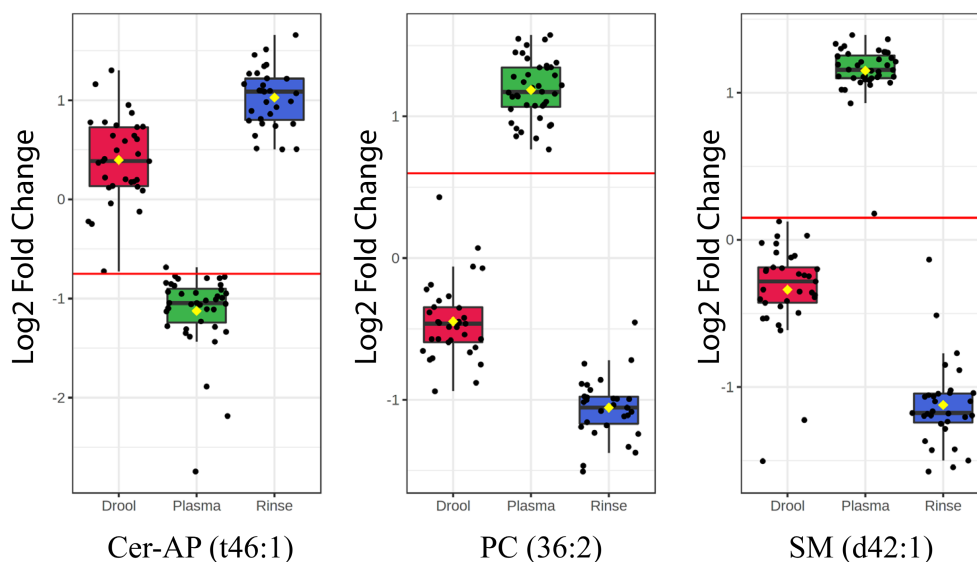 Log2 Fold Change
1
0
-1
-2
Drool Plasma Rinse
Cer-AP (t46:1)
Log2 Fold Change
1
0
-1
Drool Plasma Rinse
PC (36:2)
Log2 Fold Change
1
0
-1
Drool Plasma Rinse
SM (d42:1)